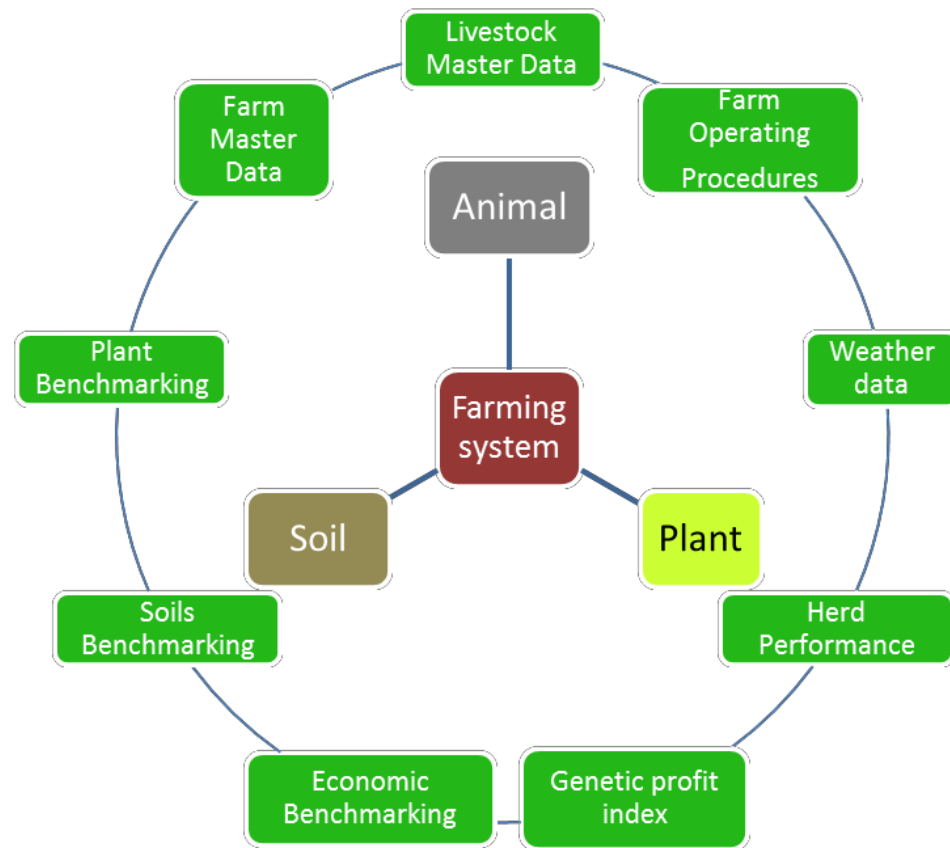 Livestock
Master Data
Farm
Operating
Procedures
Weather
data
Herd
Performance
Genetic profit
index
Economic
Benchmarking
Soils
Benchmarking
Plant
Benchmarking
Farm
Master
Data
Animal
Farming
system
Soil
Plant